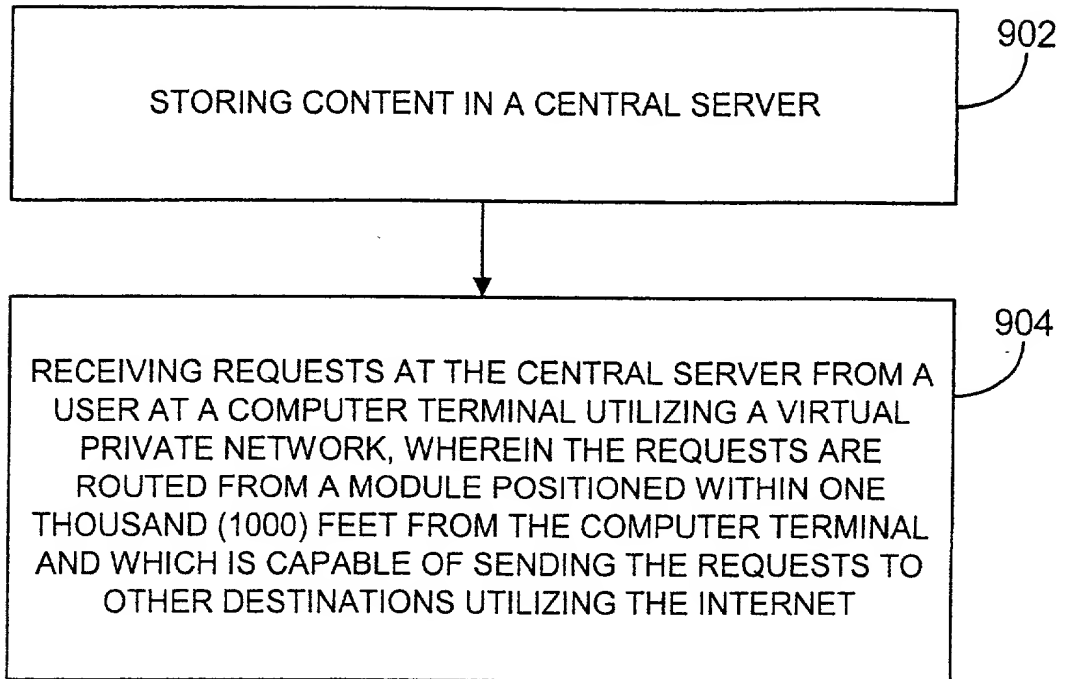 902
STORING CONTENT IN A CENTRAL SERVER
904
RECEIVING REQUESTS AT THE CENTRAL SERVER FROM A
USER AT A COMPUTER TERMINAL UTILIZING A VIRTUAL
PRIVATE NETWORK, WHEREIN THE REQUESTS ARE
ROUTED FROM A MODULE POSITIONED WITHIN ONE
THOUSAND (1000) FEET FROM THE COMPUTER TERMINAL
AND WHICH IS CAPABLE OF SENDING THE REQUESTS TO
OTHER DESTINATIONS UTILIZING THE INTERNET